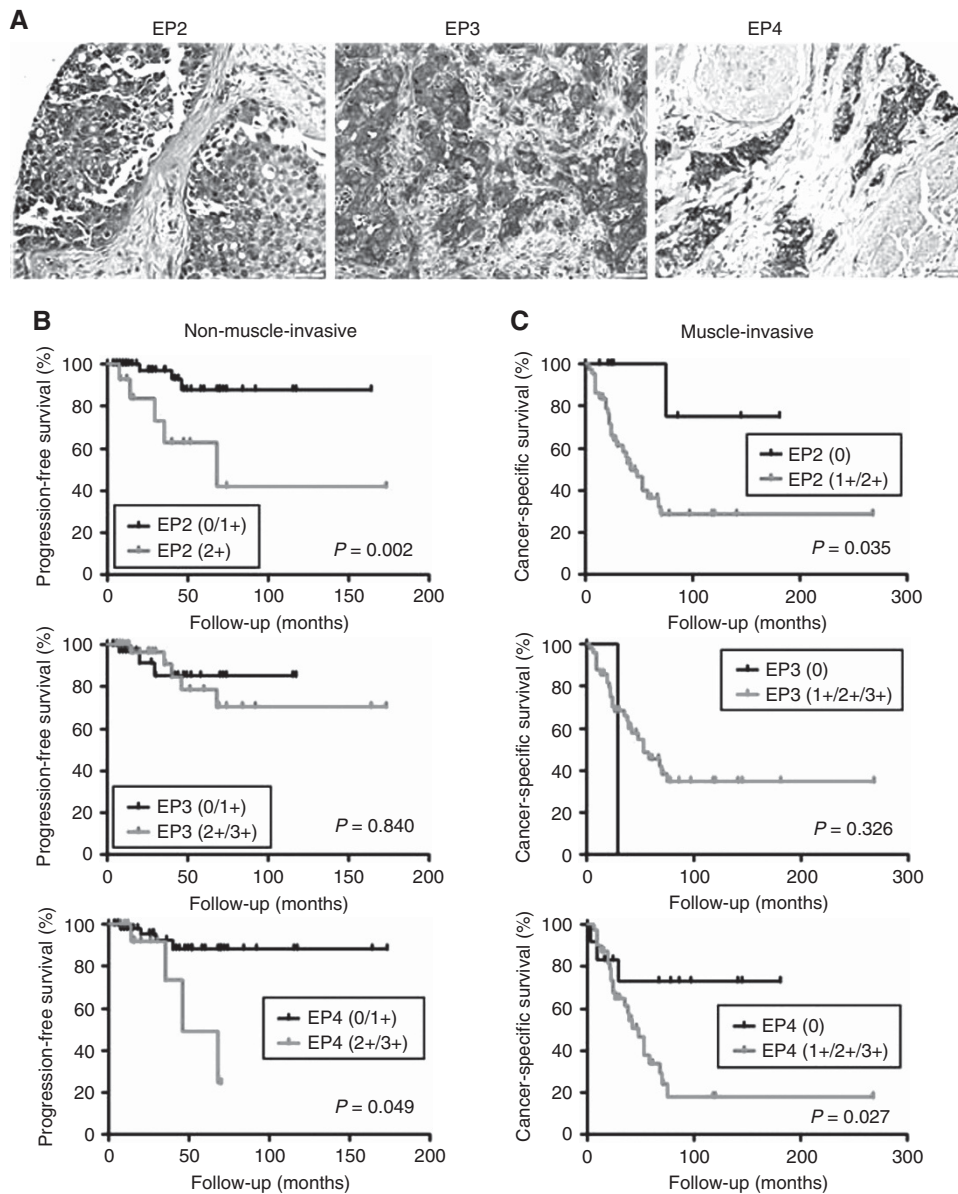 A
EP2
EP3
EP4
B
Non-muscle-invasive
Progression-free survival (%)
100
80
60
40
20
0
EP2 (0/1+)
EP2 (2+)
P = 0.002
0
50
100
150
200
Follow-up (months)
Progression-free survival (%)
100
80
60
40
20
0
EP3 (0/1+)
EP3 (2+/3+)
P = 0.840
0
50
100
150
200
Follow-up (months)
Progression-free survival (%)
100
80
60
40
20
0
EP4 (0/1+)
EP4 (2+/3+)
P = 0.049
0
50
100
150
200
Follow-up (months)
C
Muscle-invasive
Cancer-specific survival (%)
100
80
60
40
20
0
EP2 (0)
EP2 (1+/2+)
P = 0.035
0
100
200
300
Follow-up (months)
Cancer-specific survival (%)
100
80
60
40
20
0
EP3 (0)
EP3 (1+/2+/3+)
P = 0.326
0
100
200
300
Follow-up (months)
Cancer-specific survival (%)
100
80
60
40
20
0
EP4 (0)
EP4 (1+/2+/3+)
P = 0.027
0
100
200
300
Follow-up (months)